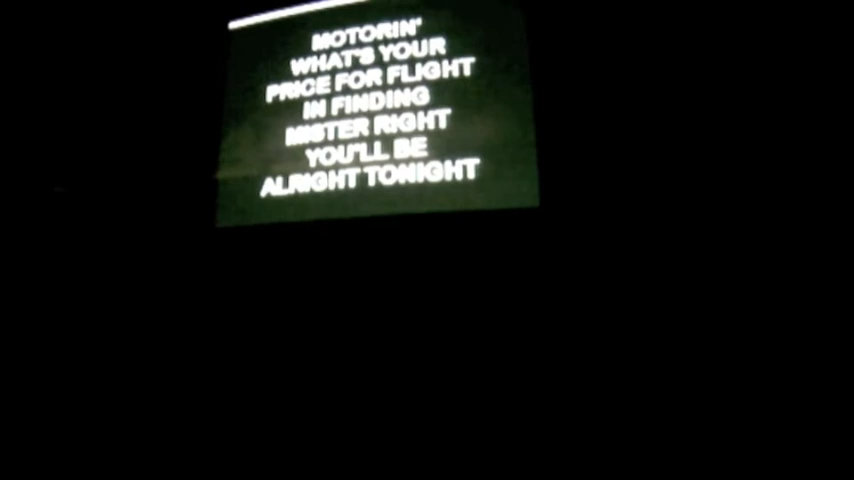 MOTORIN'
WHAT'S YOUR
PRICE FOR FLIGHT
IN FINDING
MISTER RIGHT
YOU'LL BE
ALRIGHT TONIGHT